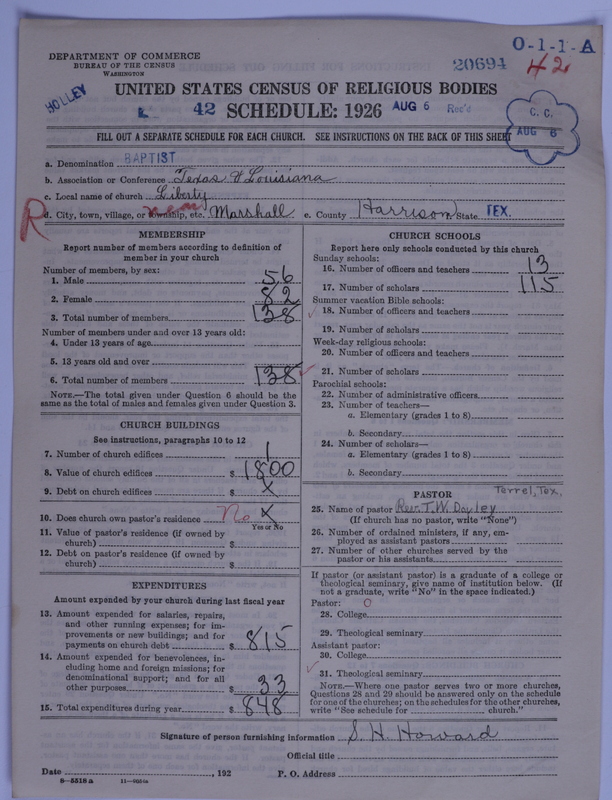 O-1-1-A
DEPARTMENT OF COMMERCE
BUREAU OF THE CENSUS
WASHINGTON
20694 42
UNITED STATES CENSUS OF RELIGIOUS BODIES
HOLLEY
42 SCHEDULE: 1926 AUG 6 Rec'd
C. C.
AUG 6
FILL OUT A SEPARATE SCHEDULE FOR EACH CHURCH. SEE INSTRUCTIONS ON THE BACK OF THIS SHEET
a. Denomination BAPTIST
b. Association or Conference Texas & Louisiana
c. Local name of church Liberty
R
near
d. City, town, village, or township, etc. Marshall e. County Harrison State TEX.
MEMBERSHIP
Report number of members according to definition of
member in your church
Number of members, by sex:
1. Male 56
2. Female 82
3. Total number of members 138
Number of members under and over 13 years old:
4. Under 13 years of age
5. 13 years old and over
6. Total number of members 138
NOTE.—The total given under Question 6 should be the
same as the total of males and females given under Question 3.
CHURCH BUILDINGS
See instructions, paragraphs 10 to 12
7. Number of church edifices 1
8. Value of church edifices $ 1800
9. Debt on church edifices $ X
10. Does church own pastor's residence No X
Yes or No
11. Value of pastor's residence (if owned by
church) $
12. Debt on pastor's residence (if owned by
church) $
EXPENDITURES
Amount expended by your church during last fiscal year
13. Amount expended for salaries, repairs,
and other running expenses; for im-
provements or new buildings; and for
payments on church debt $ 815
14. Amount expended for benevolences, in-
cluding home and foreign missions; for
denominational support; and for all
other purposes $ 33
15. Total expenditures during year $ 848
CHURCH SCHOOLS
Report here only schools conducted by this church
Sunday schools:
16. Number of officers and teachers 13
17. Number of scholars 115
Summer vacation Bible schools:
18. Number of officers and teachers
19. Number of scholars
Week-day religious schools:
20. Number of officers and teachers
21. Number of scholars
Parochial schools:
22. Number of administrative officers
23. Number of teachers—
a. Elementary (grades 1 to 8)
b. Secondary
24. Number of scholars—
a. Elementary (grades 1 to 8)
b. Secondary
PASTOR Terrel, Tex.
25. Name of pastor Rev. T. W. Dayley
(If church has no pastor, write "None")
26. Number of ordained ministers, if any, em-
ployed as assistant pastors
27. Number of other churches served by the
pastor or his assistants
If pastor (or assistant pastor) is a graduate of a college or
theological seminary, give name of institution below. (If
not a graduate, write "No" in the space indicated.)
Pastor: O
28. College
29. Theological seminary
Assistant pastor:
30. College
31. Theological seminary
NOTE.—Where one pastor serves two or more churches,
Questions 28 and 29 should be answered only on the schedule
for one of the churches; on the schedules for the other churches,
write "See schedule for church."
Signature of person furnishing information S. H. Howard
Official title
Date , 192 P. O. Address
8—5518 a